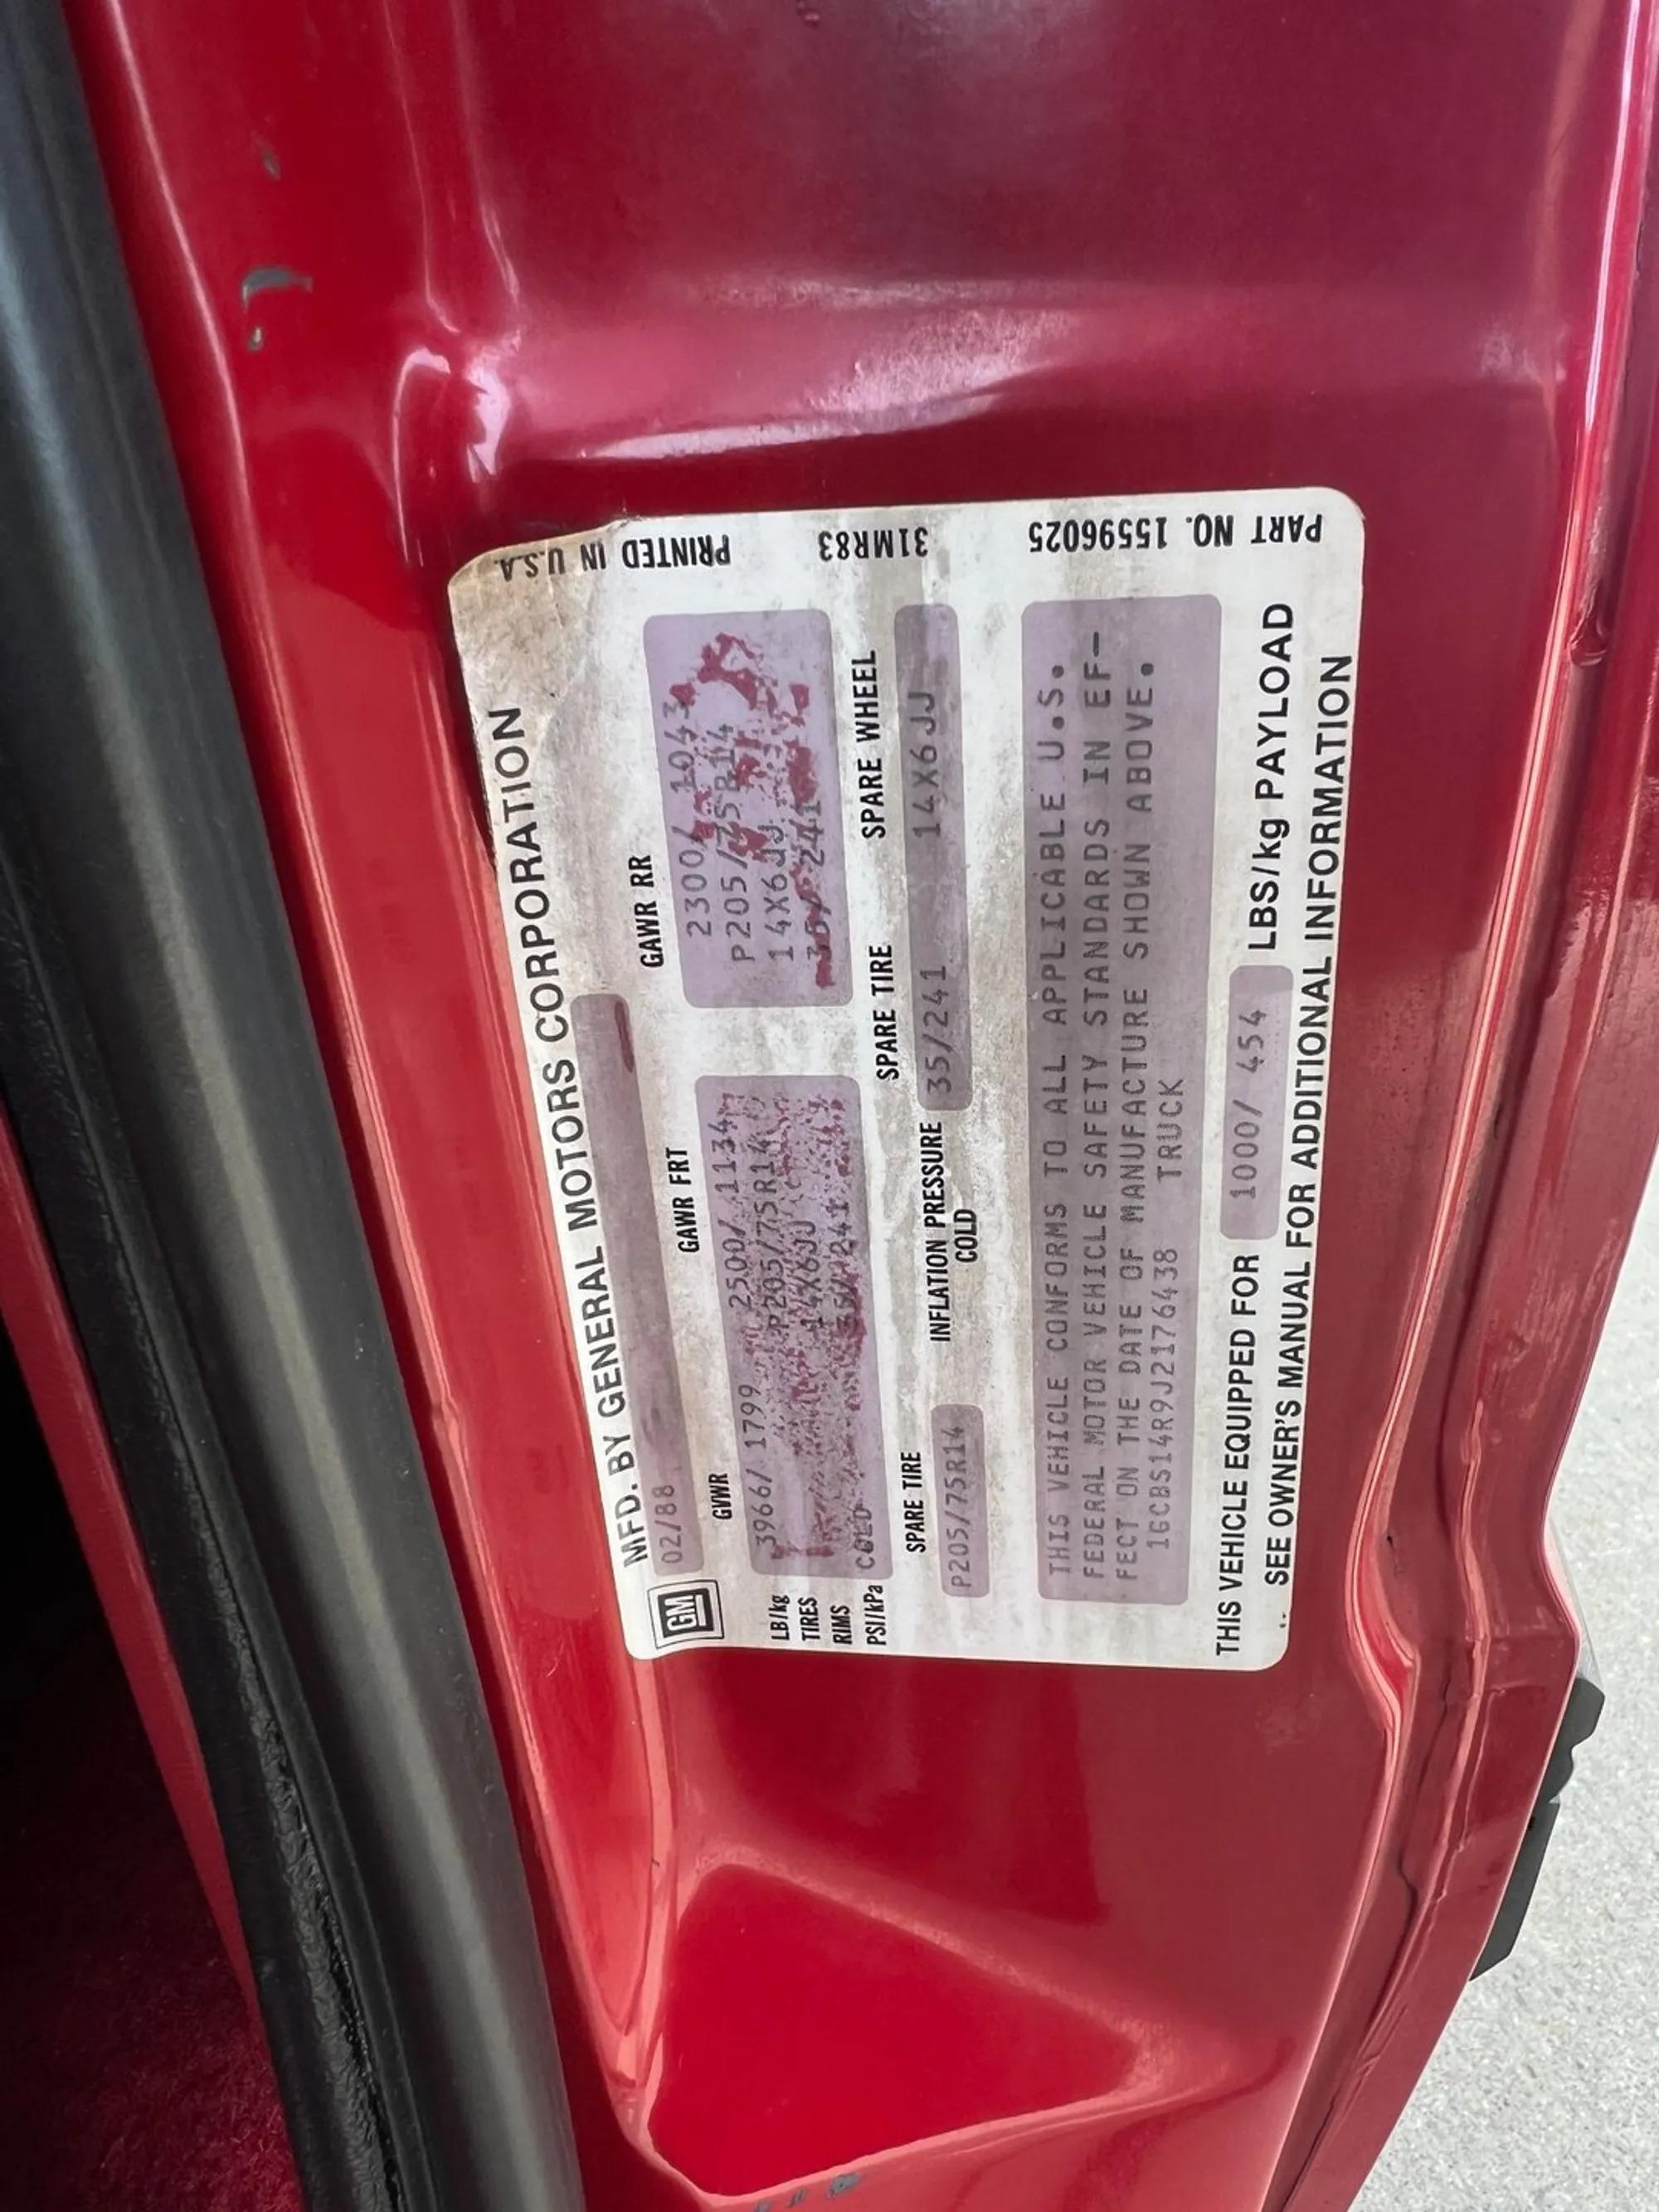 MFD. BY GENERAL MOTORS CORPORATION
GM
02/88
GVWR GAWR FRT GAWR RR
LB/kg 3966/ 1799 2500/ 1134 2300/ 1043
TIRES P205/75R14 P205/75R14
RIMS 14X6JJ 14X6JJ
PSI/kPa COLD 35/241 35/241
SPARE TIRE INFLATION PRESSURE COLD SPARE TIRE SPARE WHEEL
P205/75R14 35/241 14X6JJ
THIS VEHICLE CONFORMS TO ALL APPLICABLE U.S.
FEDERAL MOTOR VEHICLE SAFETY STANDARDS IN EF-
FECT ON THE DATE OF MANUFACTURE SHOWN ABOVE.
1GCBS14R9J2176438 TRUCK
THIS VEHICLE EQUIPPED FOR 1000/ 454 LBS/kg PAYLOAD
SEE OWNER'S MANUAL FOR ADDITIONAL INFORMATION
PART NO. 15596025 31MR83 PRINTED IN U.S.A.